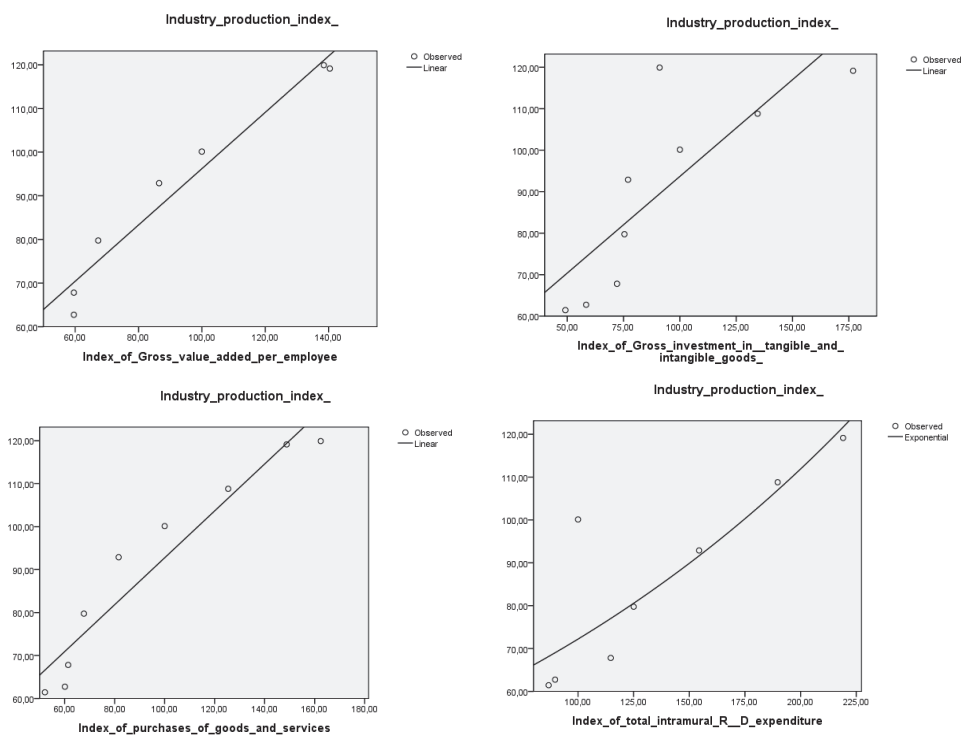 Industry_production_index_
120,00
110,00
100,00
90,00
80,00
70,00
60,00
60,00 80,00 100,00 120,00 140,00
Index_of_Gross_value_added_per_employee
Observed
Linear
Industry_production_index_
120,00
110,00
100,00
90,00
80,00
70,00
60,00
50,00 75,00 100,00 125,00 150,00 175,00
Index_of_Gross_investment_in__tangible_and_
intangible_goods_
Observed
Linear
Industry_production_index_
120,00
110,00
100,00
90,00
80,00
70,00
60,00
60,00 80,00 100,00 120,00 140,00 160,00 180,00
Index_of_purchases_of_goods_and_services
Observed
Linear
Industry_production_index_
120,00
110,00
100,00
90,00
80,00
70,00
60,00
100,00 125,00 150,00 175,00 200,00 225,00
Index_of_total_intramural_R__D_expenditure
Observed
Exponential